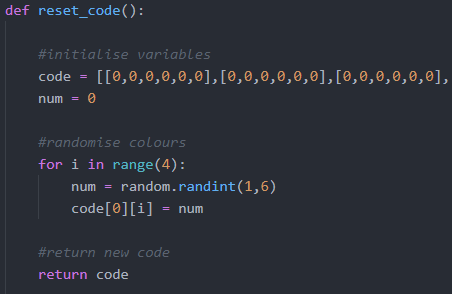 def reset_code():
#initialise variables
code = [[0,0,0,0,0,0],[0,0,0,0,0,0],[0,0,0,0,0,0],
num = 0
#randomise colours
for i in range(4):
num = random.randint(1,6)
code[0][i] = num
#return new code
return code